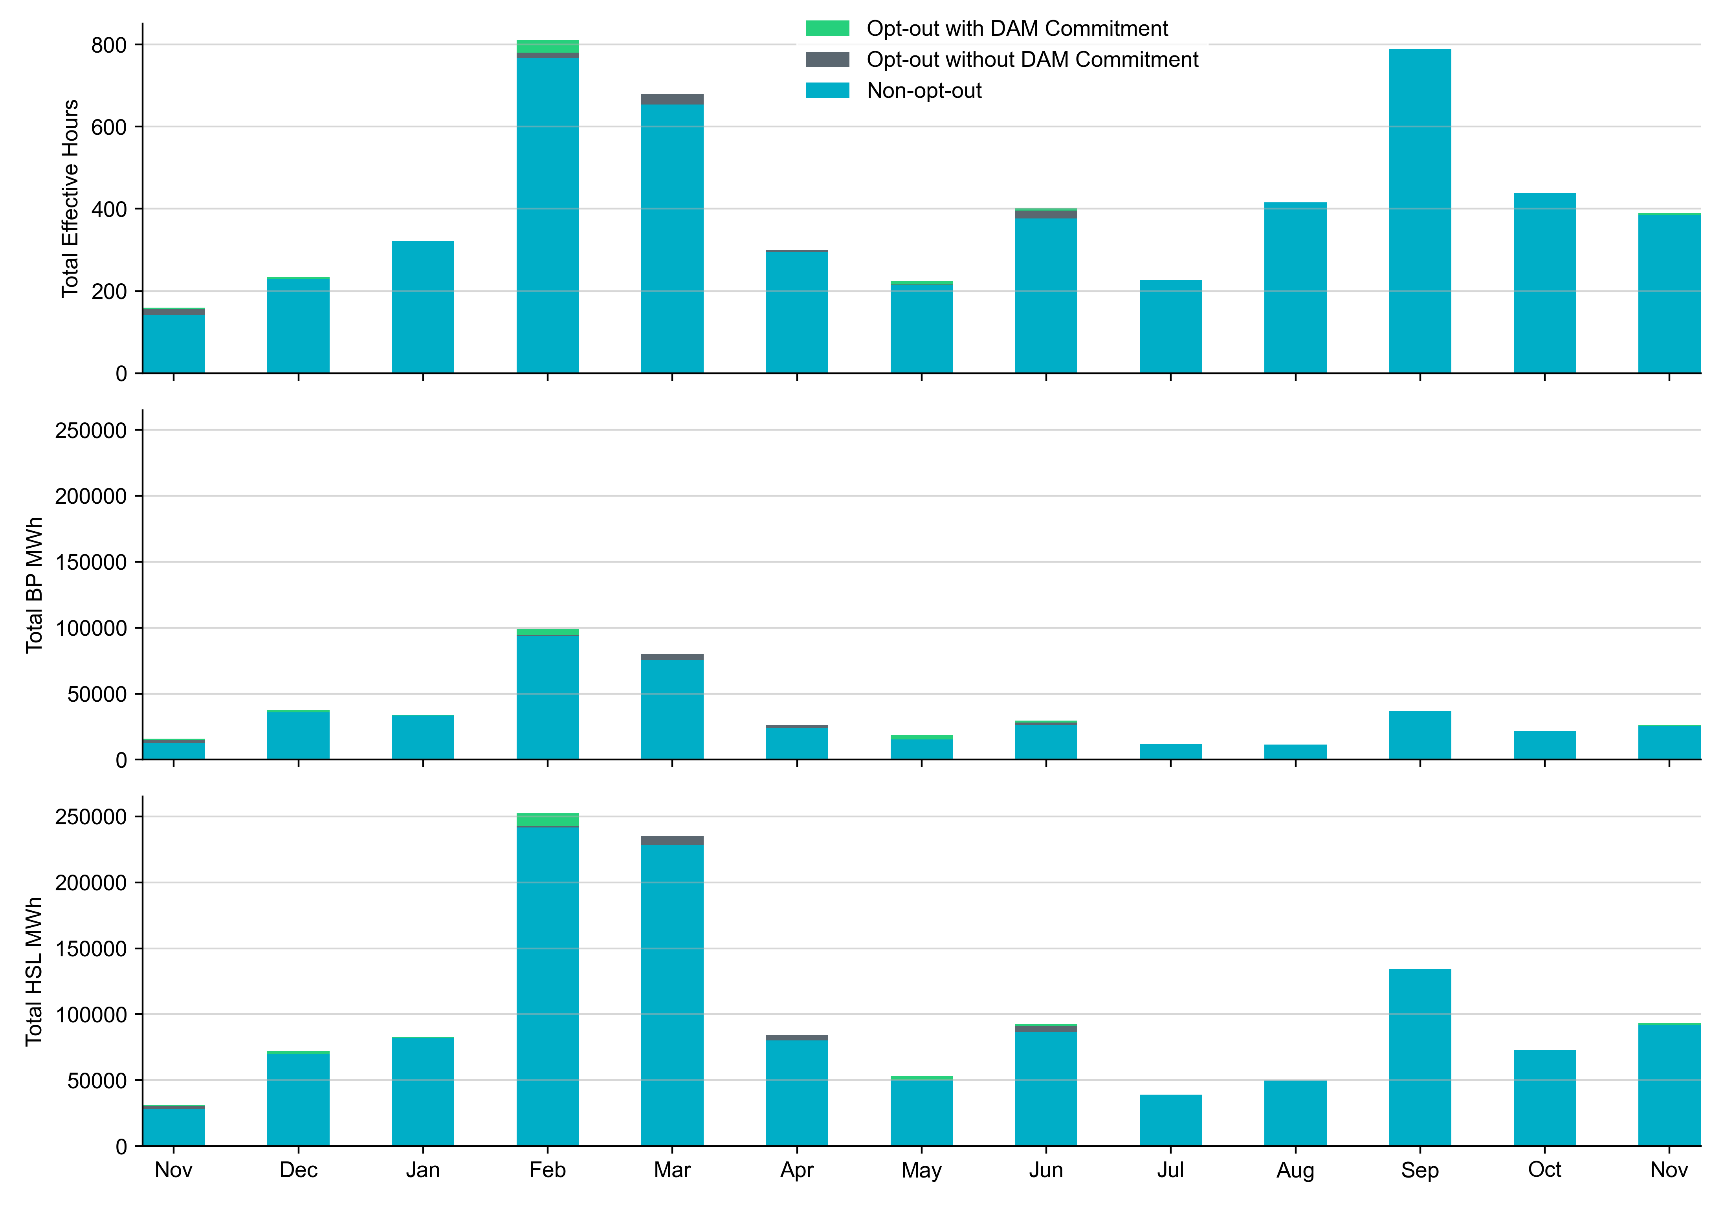 Opt-out with DAM Commitment
Opt-out without DAM Commitment
Non-opt-out
Total Effective Hours
800
600
400
200
0
Total BP MWh
250000
200000
150000
100000
50000
0
Total HSL MWh
250000
200000
150000
100000
50000
0
Nov Dec Jan Feb Mar Apr May Jun Jul Aug Sep Oct Nov